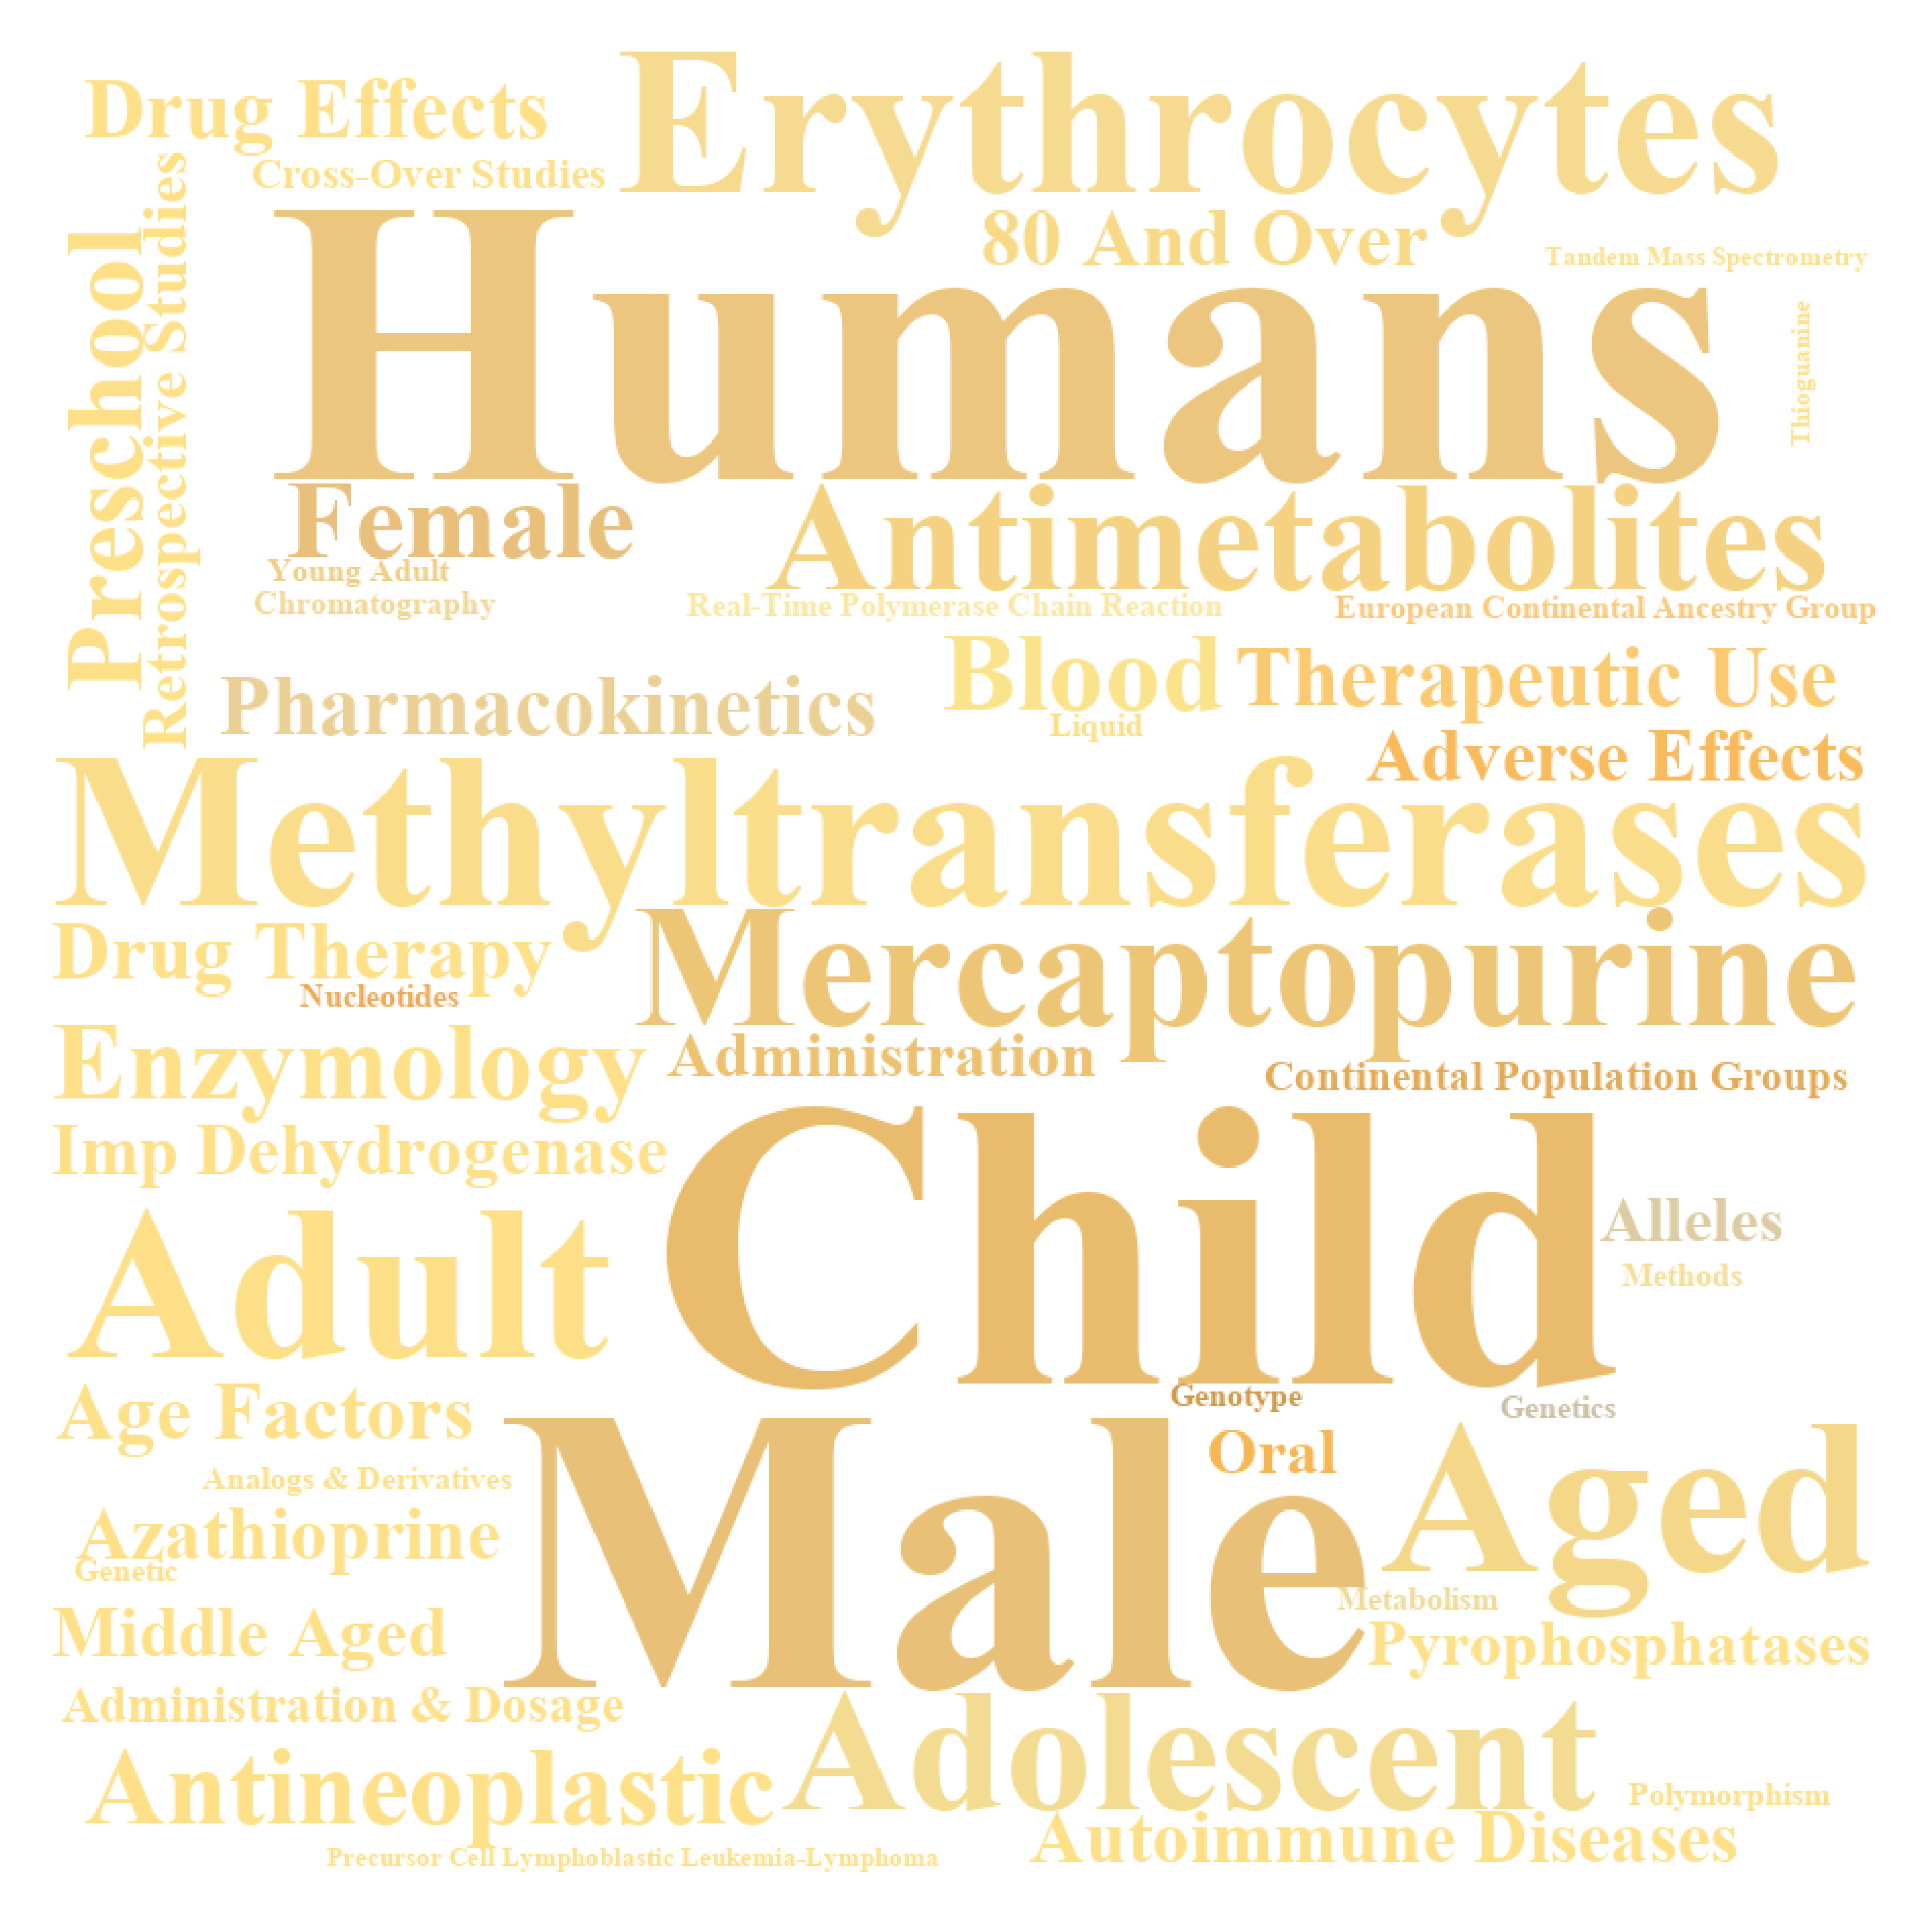 Drug Effects
Erythrocytes
Cross-Over Studies
Preschool
Retrospective Studies
Humans
80 And Over
Tandem Mass Spectrometry
Thioguanine
Female
Antimetabolites
Young Adult
Chromatography
Real-Time Polymerase Chain Reaction
European Continental Ancestry Group
Pharmacokinetics
Blood
Therapeutic Use
Liquid
Adverse Effects
Methyltransferases
Drug Therapy
Mercaptopurine
Nucleotides
Enzymology
Administration
Continental Population Groups
Imp Dehydrogenase
Child
Adult
Alleles
Methods
Age Factors
Genotype
Genetics
Male
Oral
Aged
Analogs & Derivatives
Azathioprine
Genetic
Metabolism
Middle Aged
Pyrophosphatases
Administration & Dosage
Adolescent
Antineoplastic
Polymorphism
Autoimmune Diseases
Precursor Cell Lymphoblastic Leukemia-Lymphoma